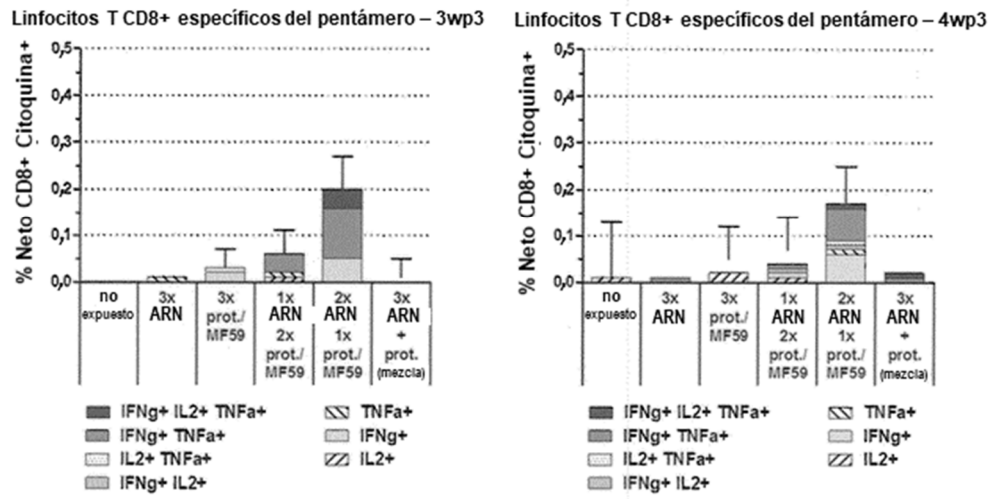 Linfocitos T CD8+ específicos del pentámero – 3wp3
% Neto CD8+ Citoquina+
0,5
0,4
0,3
0,2
0,1
0,0
no expuesto
3x ARN
3x prot./ MF59
1x ARN 2x prot./ MF59
2x ARN 1x prot./ MF59
3x ARN + prot. (mezcla)
IFNg+ IL2+ TNFa+
IFNg+ TNFa+
IL2+ TNFa+
IFNg+ IL2+
TNFa+
IFNg+
IL2+
Linfocitos T CD8+ específicos del pentámero – 4wp3
% Neto CD8+ Citoquina+
0,5
0,4
0,3
0,2
0,1
0,0
no expuesto
3x ARN
3x prot./ MF59
1x ARN 2x prot./ MF59
2x ARN 1x prot./ MF59
3x ARN + prot. (mezcla)
IFNg+ IL2+ TNFa+
IFNg+ TNFa+
IL2+ TNFa+
IFNg+ IL2+
TNFa+
IFNg+
IL2+